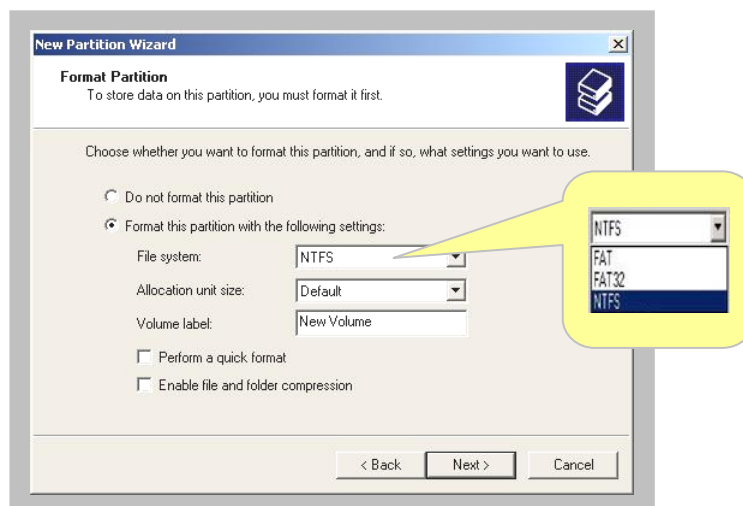 New Partition Wizard
Format Partition
To store data on this partition, you must format it first.
Choose whether you want to format this partition, and if so, what settings you want to use.
Do not format this partition
Format this partition with the following settings:
File system: NTFS
Allocation unit size: Default
Volume label: New Volume
Perform a quick format
Enable file and folder compression
< Back Next > Cancel
NTFS
FAT
FAT32
NTFS